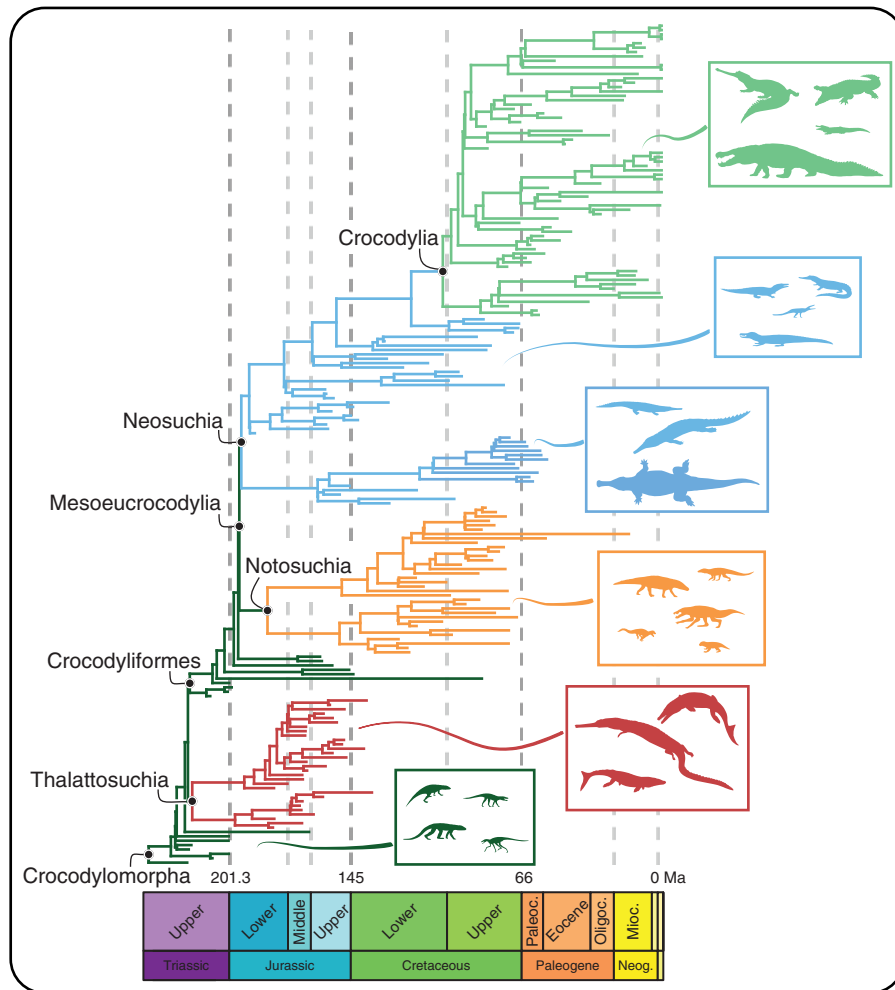 Crocodylia
Neosuchia
Mesoeucrocodylia
Notosuchia
Crocodyliformes
Thalattosuchia
Crocodylomorpha
201.3 145 66 0 Ma
Upper Lower Middle Upper Lower Upper Paleoc. Eocene Oligoc. Mioc.
Triassic Jurassic Cretaceous Paleogene Neog.